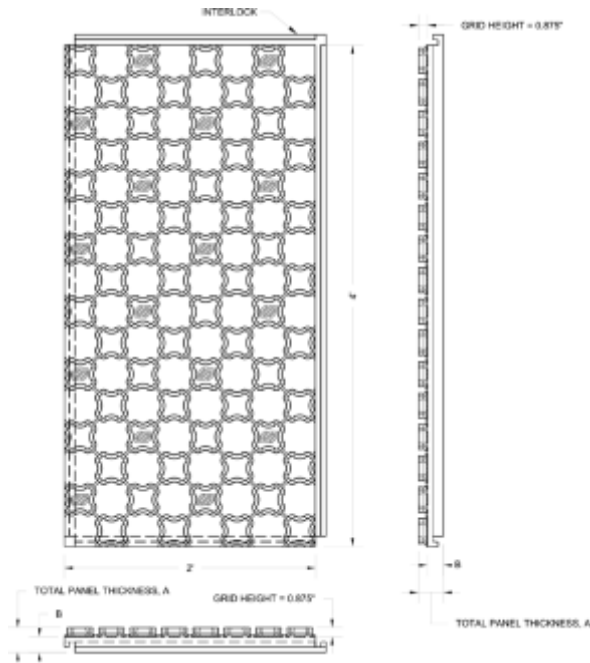 INTERLOCK
GRID HEIGHT = 0.875"
4'
2'
B
TOTAL PANEL THICKNESS, A
TOTAL PANEL THICKNESS, A
B
GRID HEIGHT = 0.875"